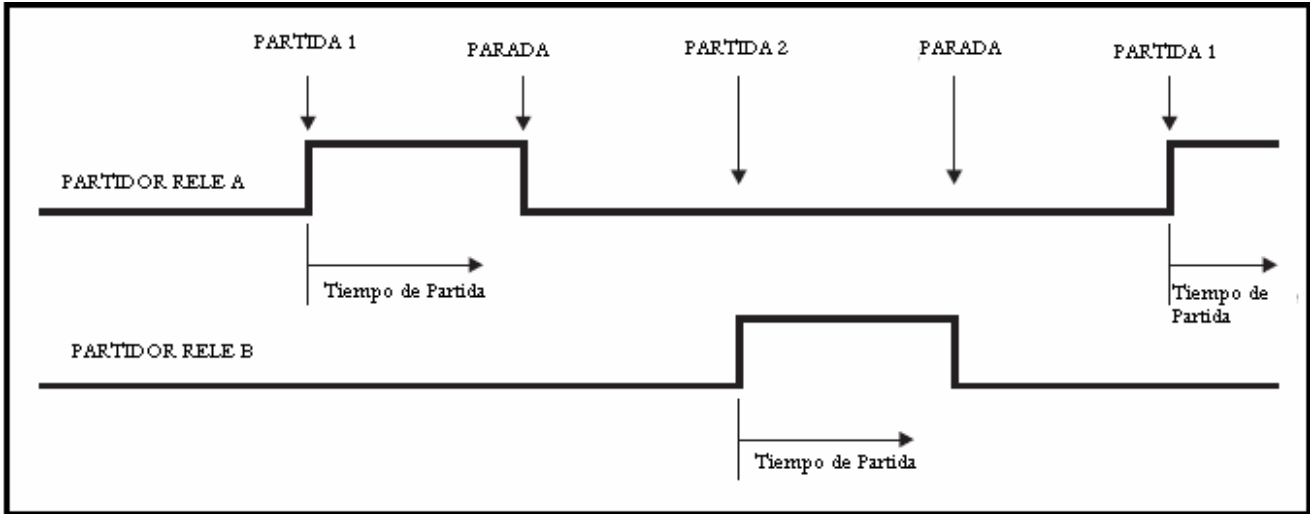 PARTIDA 1
PARADA
PARTIDA 2
PARADA
PARTIDA 1
PARTIDOR RELE A
Tiempo de Partida
Tiempo de
Partida
PARTIDOR RELE B
Tiempo de Partida